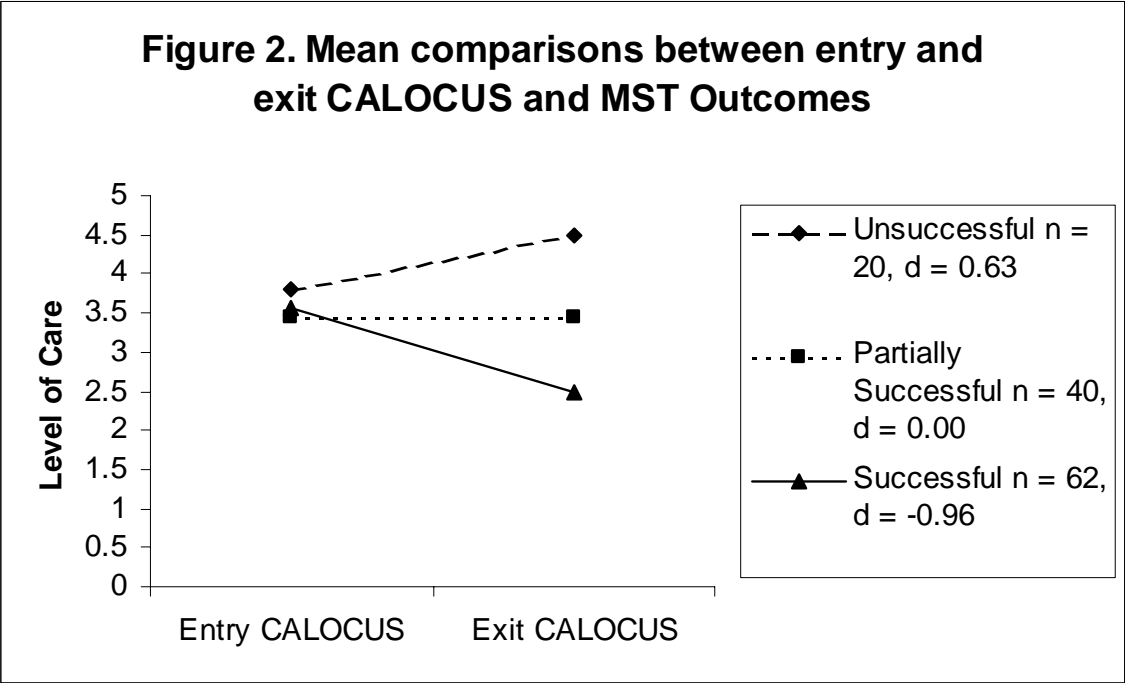 Figure 2. Mean comparisons between entry and
exit CALOCUS and MST Outcomes
5
4.5
4
3.5
3
2.5
2
1.5
1
0.5
0
Level of Care
Entry CALOCUS
Exit CALOCUS
Unsuccessful n =
20, d = 0.63
Partially
Successful n = 40,
d = 0.00
Successful n = 62,
d = -0.96